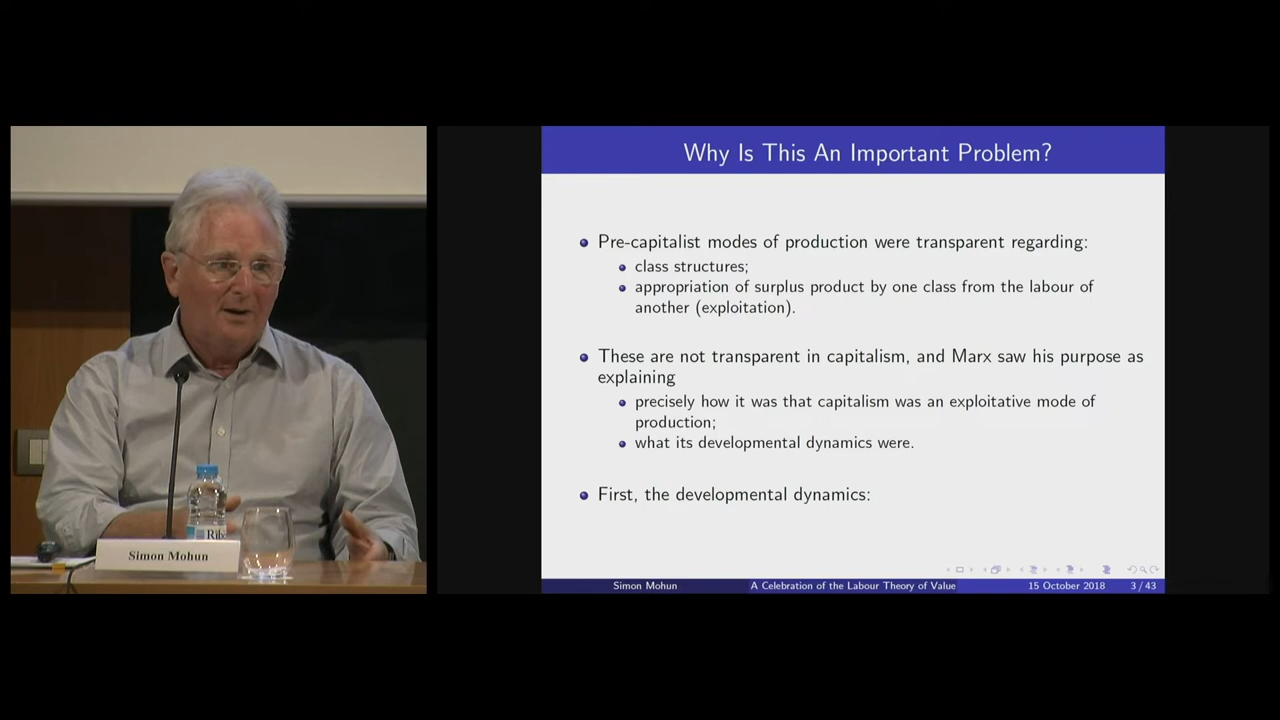 Why Is This An Important Problem?
Pre-capitalist modes of production were transparent regarding:
class structures;
appropriation of surplus product by one class from the labour of
another (exploitation).
These are not transparent in capitalism, and Marx saw his purpose as
explaining
precisely how it was that capitalism was an exploitative mode of
production;
what its developmental dynamics were.
First, the developmental dynamics:
Simon Mohun
Simon Mohun A Celebration of the Labour Theory of Value 15 October 2018 3 / 43